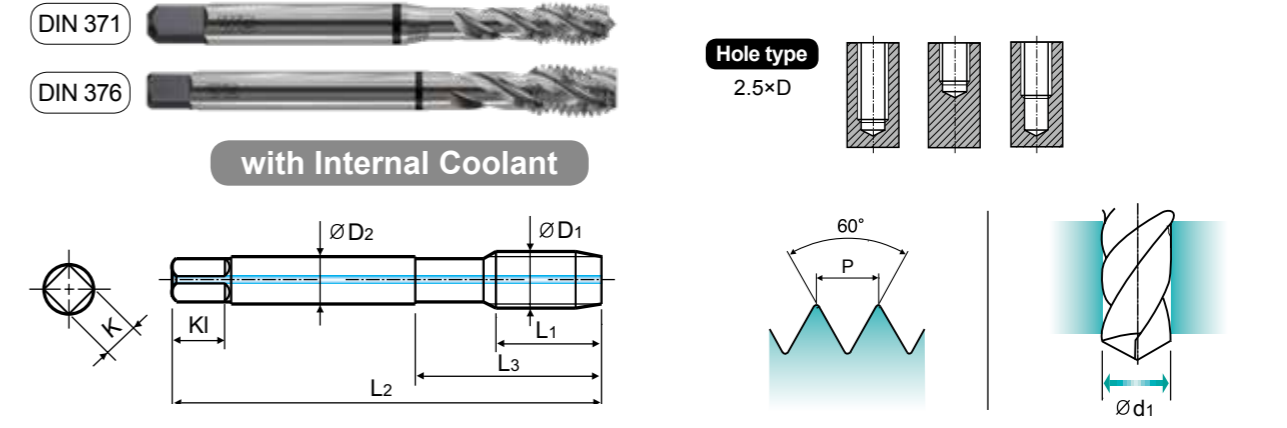 DIN 371
DIN 376
with Internal Coolant
Hole type
2.5×D
ØD2
ØD1
K
Kl
L1
L3
L2
60°
P
Ød1